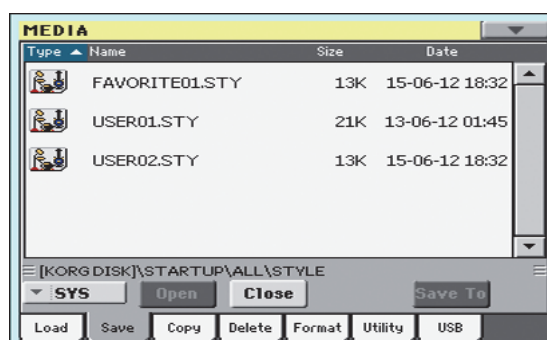 MEDIA
Type Name Size Date
FAVORITE01.STY 13K 15-06-12 18:32
USER01.STY 21K 13-06-12 01:45
USER02.STY 13K 15-06-12 18:32
[KORG DISK]\STARTUP\ALL\STYLE
SYS Open Close Save To
Load Save Copy Delete Format Utility USB